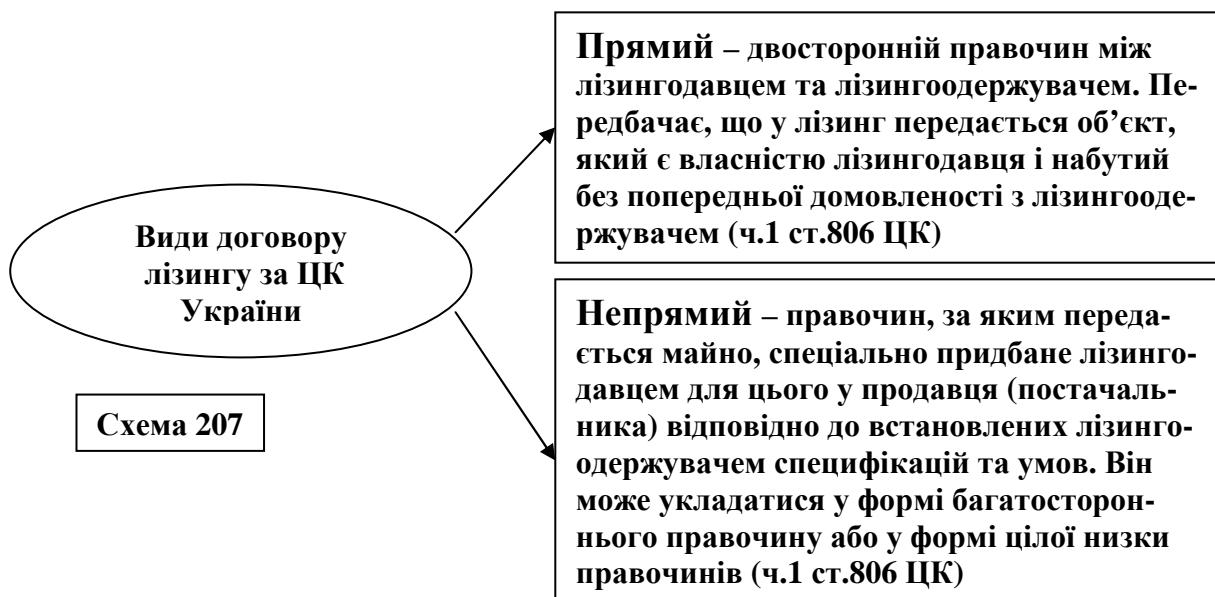 Види договору
лізингу за ЦК
України
Схема 207
Прямий – двосторонній правочин між
лізингодавцем та лізингоодержувачем. Пе-
редбачає, що у лізинг передається об’єкт,
який є власністю лізингодавця і набутий
без попередньої домовленості з лізингооде-
ржувачем (ч.1 ст.806 ЦК)
Непрямий – правочин, за яким переда-
ється майно, спеціально придбане лізинго-
давцем для цього у продавця (постачаль-
ника) відповідно до встановлених лізинго-
одержувачем специфікацій та умов. Він
може укладатися у формі багатосторон-
нього правочину або у формі цілої низки
правочинів (ч.1 ст.806 ЦК)